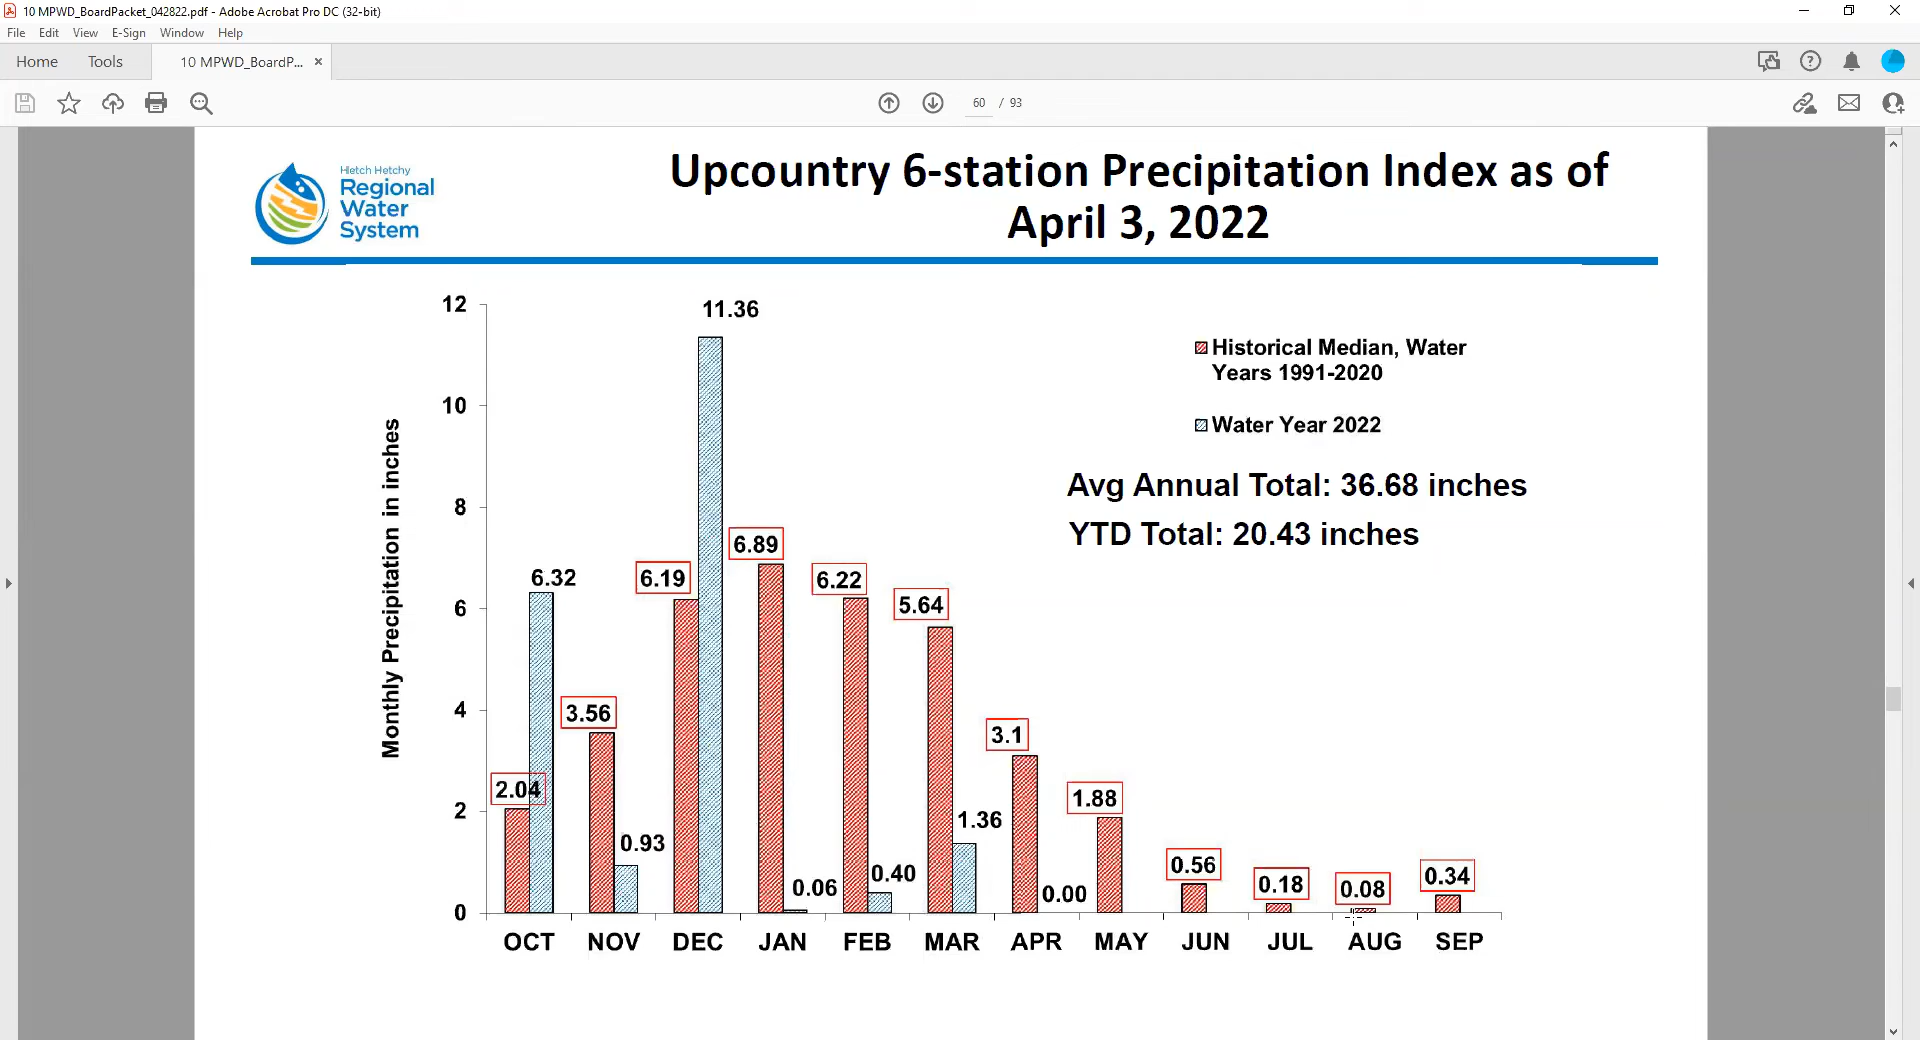 10 MPWD_BoardPacket_042822.pdf - Adobe Acrobat Pro DC (32-bit)
File Edit View E-Sign Window Help
Home Tools 10 MPWD_BoardP... ×
60 / 93
Hetch Hetchy
Regional
Water
System
Upcountry 6-station Precipitation Index as of
April 3, 2022
Monthly Precipitation in inches
12
10
8
6
4
2
0
11.36
Historical Median, Water
Years 1991-2020
Water Year 2022
Avg Annual Total: 36.68 inches
YTD Total: 20.43 inches
2.04
6.32
3.56
0.93
6.19
6.89
0.06
6.22
0.40
5.64
1.36
3.1
0.00
1.88
0.56
0.18
0.08
0.34
OCT NOV DEC JAN FEB MAR APR MAY JUN JUL AUG SEP